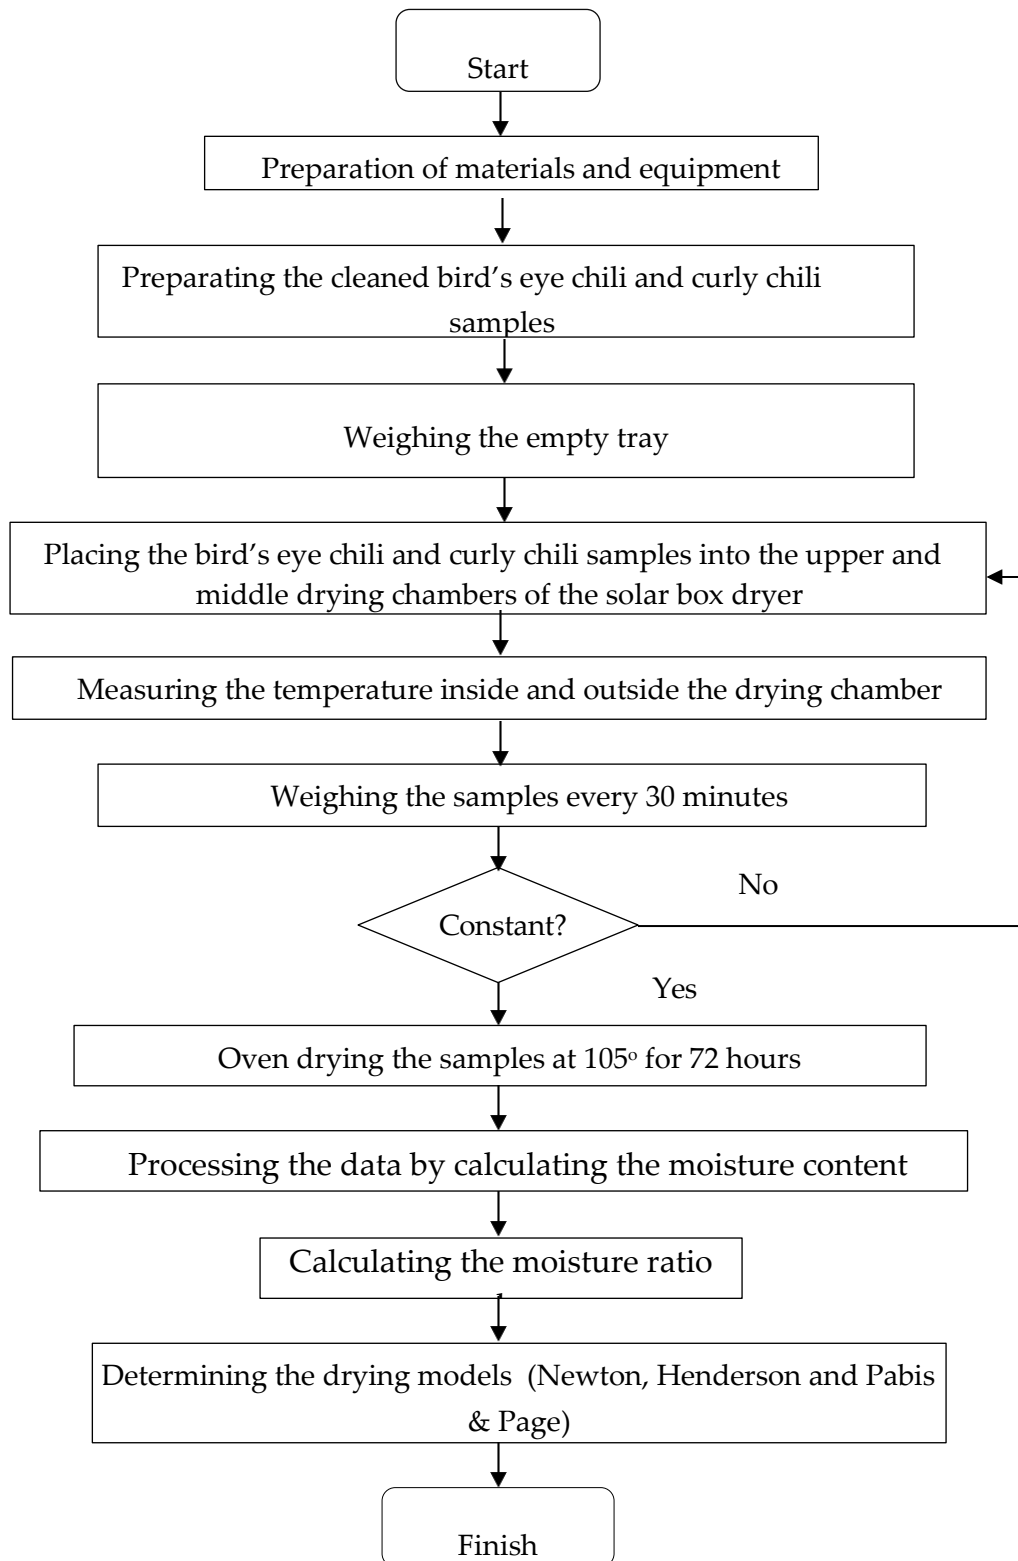 Start
Preparation of materials and equipment
Preparating the cleaned bird’s eye chili and curly chili
samples
Weighing the empty tray
Placing the bird’s eye chili and curly chili samples into the upper and
middle drying chambers of the solar box dryer
Measuring the temperature inside and outside the drying chamber
Weighing the samples every 30 minutes
No
Constant?
Yes
Oven drying the samples at 105° for 72 hours
Processing the data by calculating the moisture content
Calculating the moisture ratio
Determining the drying models (Newton, Henderson and Pabis
& Page)
Finish